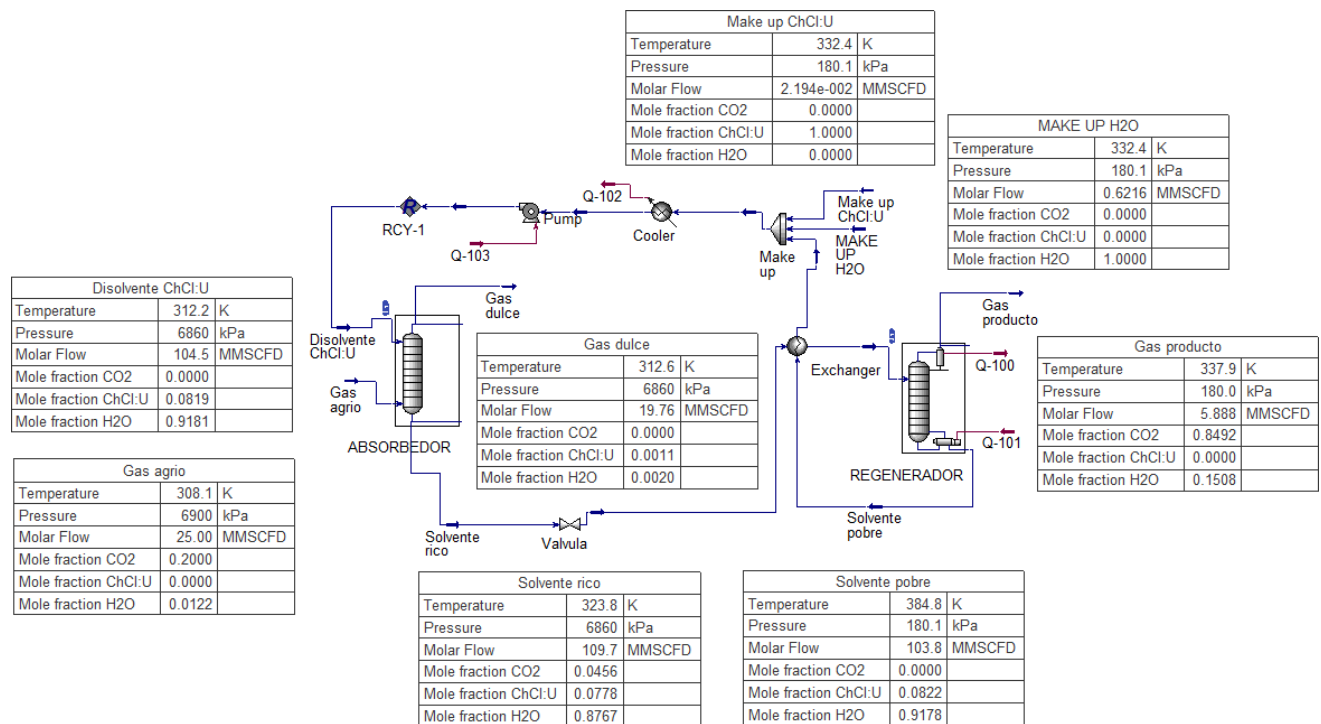 Make up ChCl:U
Temperature 332.4 K
Pressure 180.1 kPa
Molar Flow 2.194e-002 MMSCFD
Mole fraction CO2 0.0000
Mole fraction ChCl:U 1.0000
Mole fraction H2O 0.0000
MAKE UP H2O
Temperature 332.4 K
Pressure 180.1 kPa
Molar Flow 0.6216 MMSCFD
Mole fraction CO2 0.0000
Mole fraction ChCl:U 0.0000
Mole fraction H2O 1.0000
Q-102
R
RCY-1
Pump
Q-103
Cooler
Make
up
Make up
ChCl:U
MAKE
UP
H2O
Disolvente ChCl:U
Temperature 312.2 K
Pressure 6860 kPa
Molar Flow 104.5 MMSCFD
Mole fraction CO2 0.0000
Mole fraction ChCl:U 0.0819
Mole fraction H2O 0.9181
Disolvente
ChCl:U
Gas
dulce
Gas
agrio
ABSORBEDOR
Gas dulce
Temperature 312.6 K
Pressure 6860 kPa
Molar Flow 19.76 MMSCFD
Mole fraction CO2 0.0000
Mole fraction ChCl:U 0.0011
Mole fraction H2O 0.0020
Exchanger
Gas
producto
Q-100
Q-101
REGENERADOR
Gas producto
Temperature 337.9 K
Pressure 180.0 kPa
Molar Flow 5.888 MMSCFD
Mole fraction CO2 0.8492
Mole fraction ChCl:U 0.0000
Mole fraction H2O 0.1508
Gas agrio
Temperature 308.1 K
Pressure 6900 kPa
Molar Flow 25.00 MMSCFD
Mole fraction CO2 0.2000
Mole fraction ChCl:U 0.0000
Mole fraction H2O 0.0122
Solvente
rico
Valvula
Solvente
pobre
Solvente rico
Temperature 323.8 K
Pressure 6860 kPa
Molar Flow 109.7 MMSCFD
Mole fraction CO2 0.0456
Mole fraction ChCl:U 0.0778
Mole fraction H2O 0.8767
Solvente pobre
Temperature 384.8 K
Pressure 180.1 kPa
Molar Flow 103.8 MMSCFD
Mole fraction CO2 0.0000
Mole fraction ChCl:U 0.0822
Mole fraction H2O 0.9178